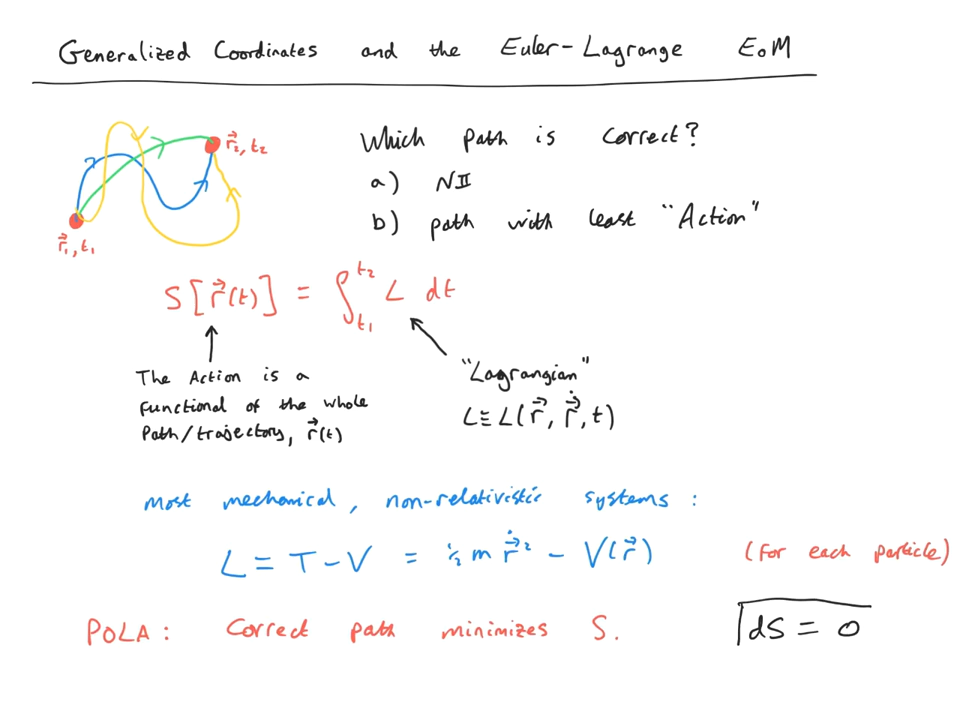 Generalized Coordinates and the Euler-Lagrange EoM
r⃗₂, t₂
r⃗₁, t₁
Which path is correct?
a) NII
b) path with least "Action"
S[r⃗(t)] = ∫_{t₁}^{t₂} L dt
The Action is a
functional of the whole
path/trajectory, r⃗(t)
"Lagrangian"
L ≡ L(r⃗, ṙ⃗, t)
most mechanical, non-relativistic systems:
L = T - V = ½ m ṙ⃗² - V(r⃗) (for each particle)
POLA: Correct path minimizes S. dS = 0